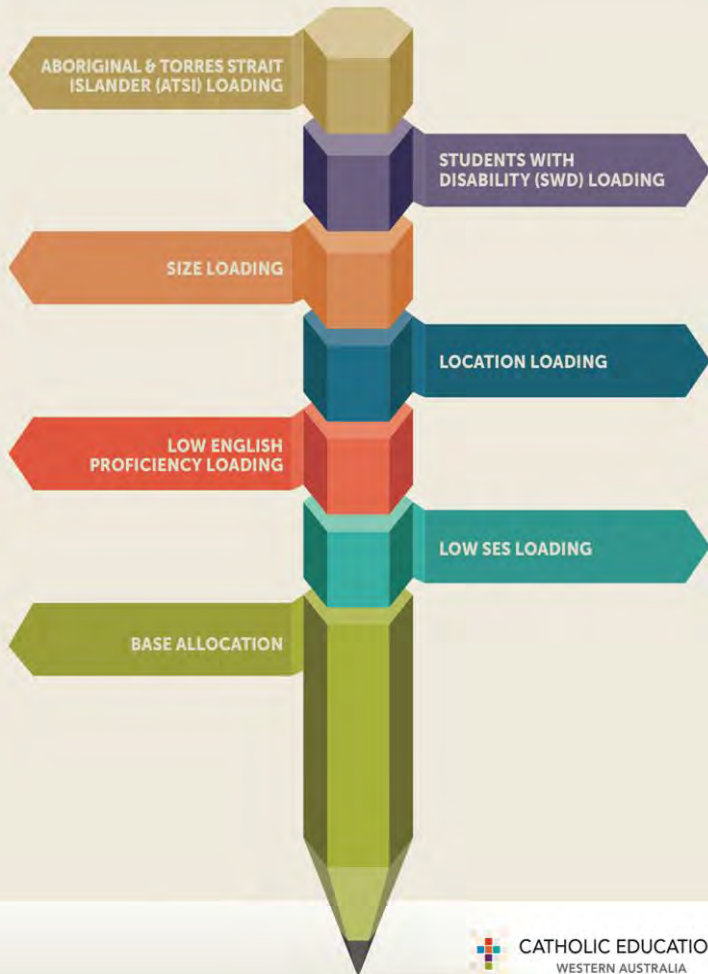 ABORIGINAL & TORRES STRAIT
ISLANDER (ATSI) LOADING
STUDENTS WITH
DISABILITY (SWD) LOADING
SIZE LOADING
LOCATION LOADING
LOW ENGLISH
PROFICIENCY LOADING
LOW SES LOADING
BASE ALLOCATION
CATHOLIC EDUCATIO
WESTERN AUSTRALIA